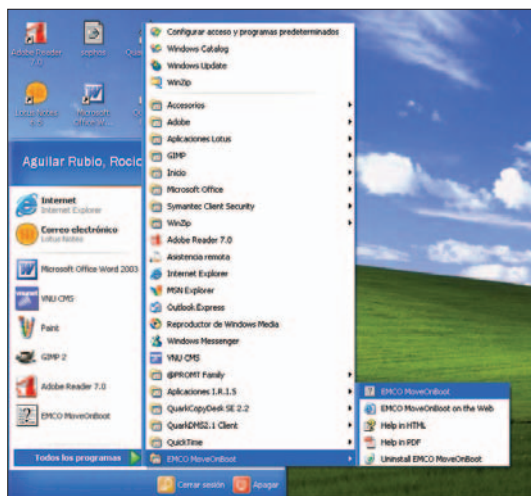 Adobe Reader
7.0
sophos
Lotus Notes
6.5
Microsoft
Office W...
Aguilar Rubio, Rocío
Internet
Internet Explorer
Correo electrónico
Lotus Notes
Microsoft Office Word 2003
VNU CMS
Paint
GIMP 2
Adobe Reader 7.0
EMCO MoveOnBoot
Todos los programas
Configurar acceso y programas predeterminados
Windows Catalog
Windows Update
WinZip
Accesorios
Adobe
Aplicaciones Lotus
GIMP
Inicio
Microsoft Office
Symantec Client Security
WinZip
Adobe Reader 7.0
Asistencia remota
Internet Explorer
MSN Explorer
Outlook Express
Reproductor de Windows Media
Windows Messenger
VNU CMS
@PROMT Family
Aplicaciones I.R.I.S
QuarkCopyDesk SE 2.2
QuarkDMS2.1 Client
QuickTime
EMCO MoveOnBoot
EMCO MoveOnBoot
EMCO MoveOnBoot on the Web
Help in HTML
Help in PDF
Uninstall EMCO MoveOnBoot
Cerrar sesión
Apagar